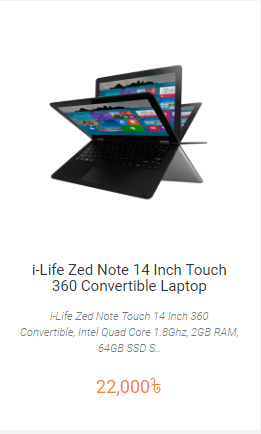 i-Life Zed Note 14 Inch Touch
360 Convertible Laptop
i-Life Zed Note Touch 14 Inch 360
Convertible, Intel Quad Core 1.8Ghz, 2GB RAM,
64GB SSD S..
22,000৳